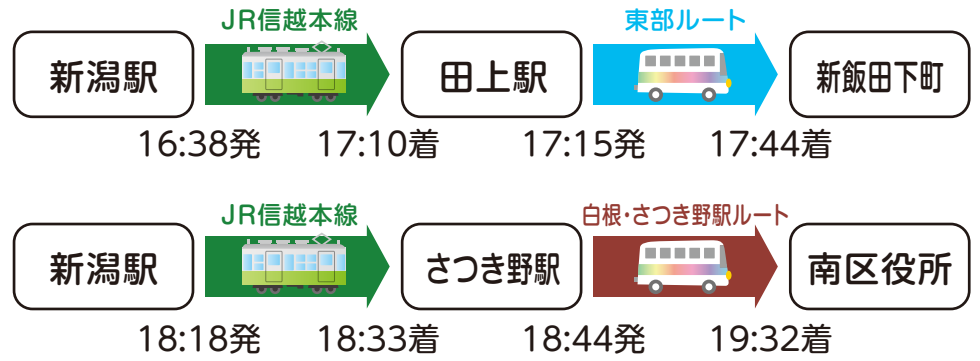 JR信越本線 東部ルート
新潟駅 田上駅 新飯田下町
16:38発 17:10着 17:15発 17:44着
JR信越本線 白根・さつき野駅ルート
新潟駅 さつき野駅 南区役所
18:18発 18:33着 18:44発 19:32着